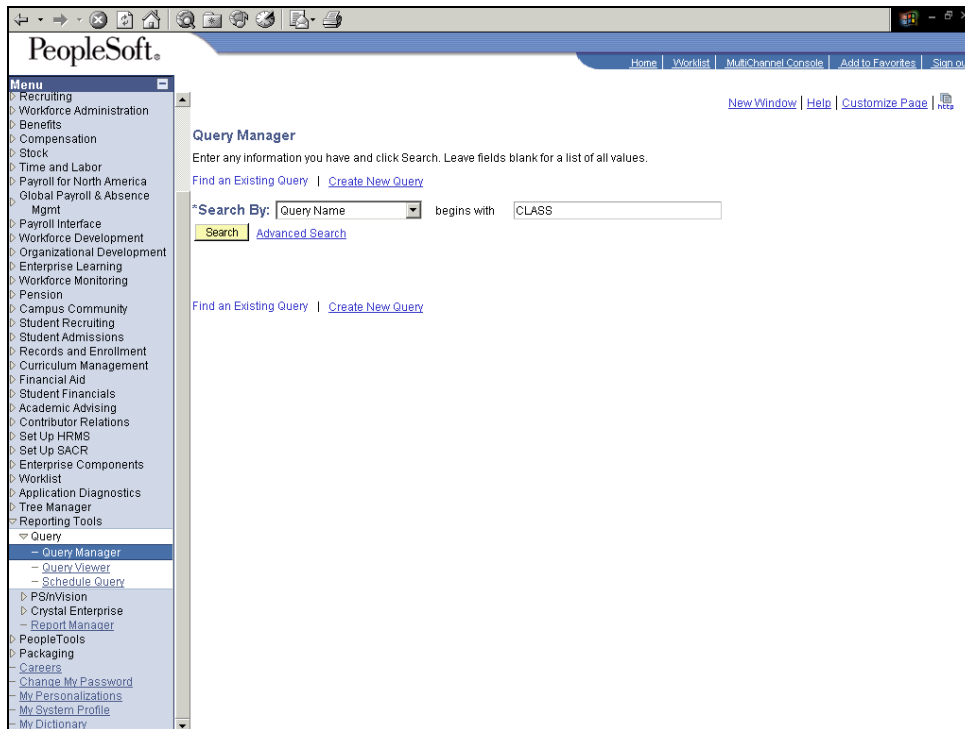 PeopleSoft®
Home | Worklist | MultiChannel Console | Add to Favorites | Sign ou
Menu
Recruiting
Workforce Administration
Benefits
Compensation
Stock
Time and Labor
Payroll for North America
Global Payroll & Absence
Mgmt
Payroll Interface
Workforce Development
Organizational Development
Enterprise Learning
Workforce Monitoring
Pension
Campus Community
Student Recruiting
Student Admissions
Records and Enrollment
Curriculum Management
Financial Aid
Student Financials
Academic Advising
Contributor Relations
Set Up HRMS
Set Up SACR
Enterprise Components
Worklist
Application Diagnostics
Tree Manager
Reporting Tools
Query
– Query Manager
– Query Viewer
– Schedule Query
PS/nVision
Crystal Enterprise
– Report Manager
PeopleTools
Packaging
– Careers
– Change My Password
– My Personalizations
– My System Profile
– My Dictionary
New Window | Help | Customize Page | http
Query Manager
Enter any information you have and click Search. Leave fields blank for a list of all values.
Find an Existing Query | Create New Query
*Search By: Query Name begins with CLASS
Search Advanced Search
Find an Existing Query | Create New Query